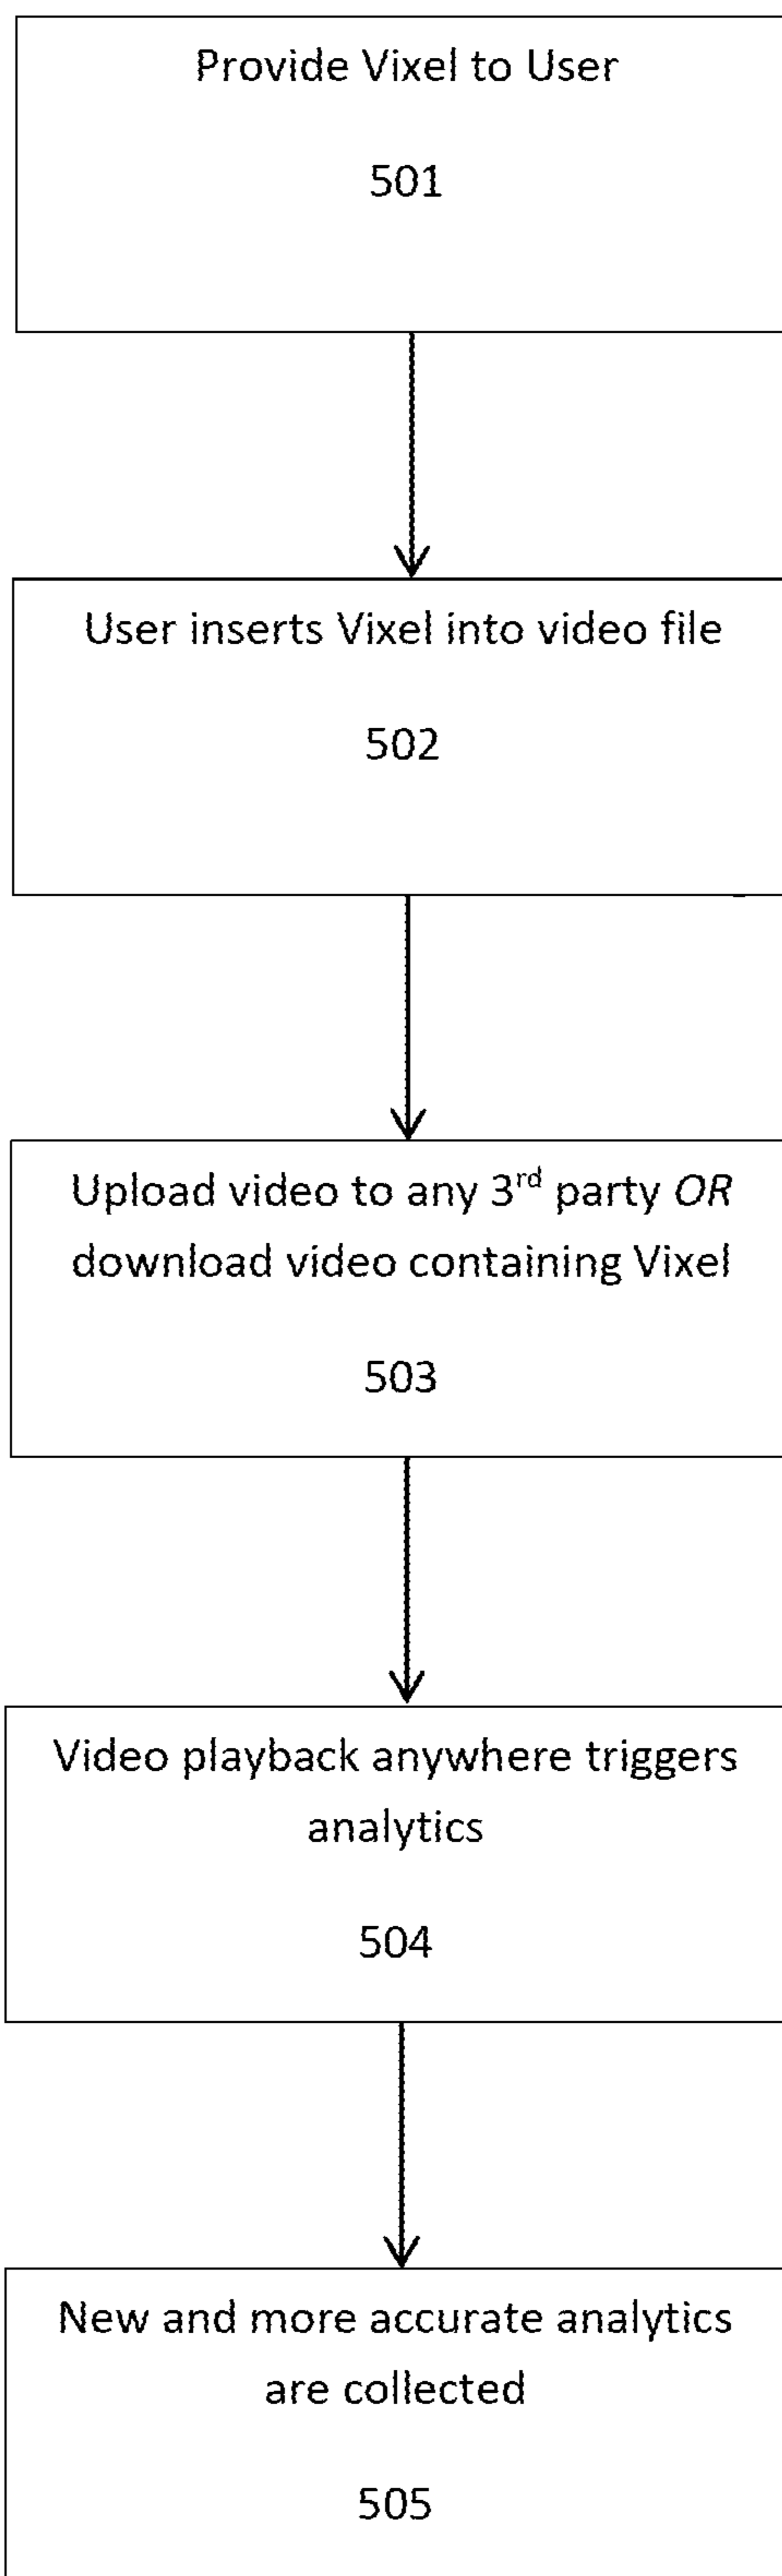 Provide Vixel to User
501
User inserts Vixel into video file
502
Upload video to any 3rd party OR
download video containing Vixel
503
Video playback anywhere triggers
analytics
504
New and more accurate analytics
are collected
505